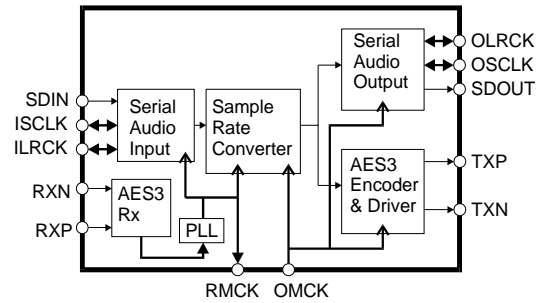 SDIN
ISCLK
ILRCK
RXN
RXP
Serial
Audio
Input
AES3
Rx
PLL
Sample
Rate
Converter
Serial
Audio
Output
AES3
Encoder
& Driver
OLRCK
OSCLK
SDOUT
TXP
TXN
RMCK
OMCK